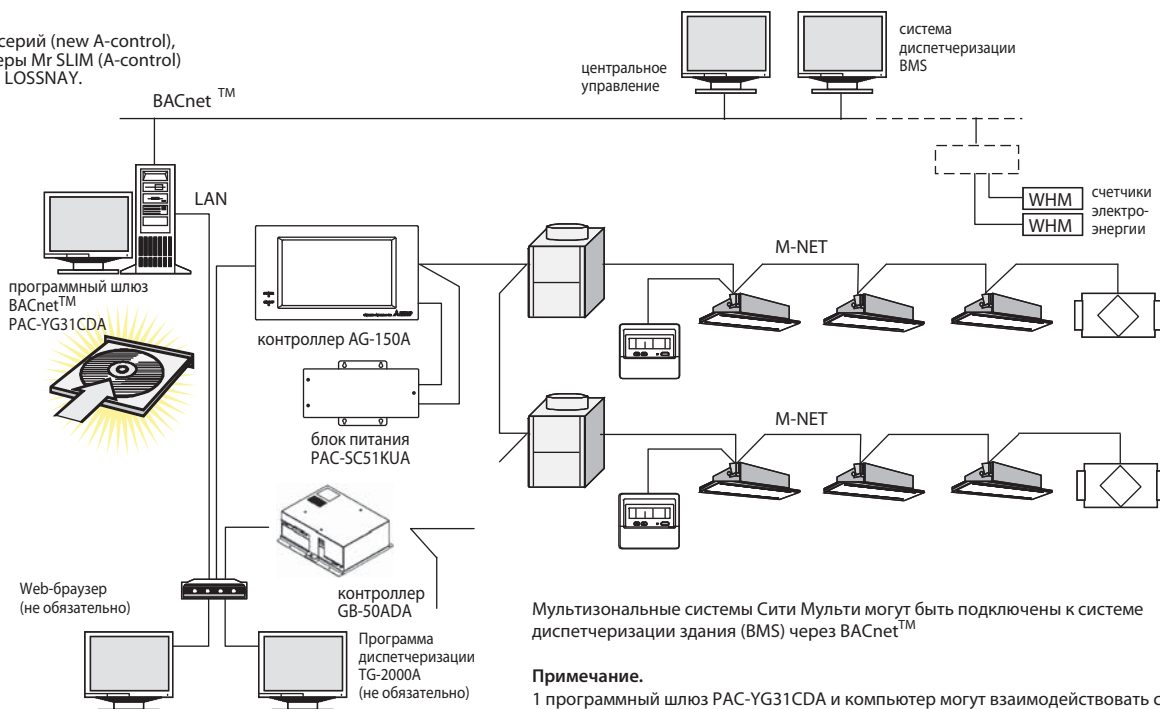 серий (new A-control),
еры Mr SLIM (A-control)
LOSSNAY.
BACnet TM
центральное
управление
система
диспетчеризации
BMS
LAN
программный шлюз
BACnetTM
PAC-YG31CDA
контроллер AG-150A
блок питания
PAC-SC51KUA
M-NET
WHM
WHM
счетчики
электро-
энергии
M-NET
контроллер
GB-50ADA
Web-браузер
(не обязательно)
Программа
диспетчеризации
TG-2000A
(не обязательно)
Мультизональные системы Сити Мульти могут быть подключены к системе
диспетчеризации здания (BMS) через BACnetTM
Примечание.
1 программный шлюз PAC-YG31CDA и компьютер могут взаимодействовать с